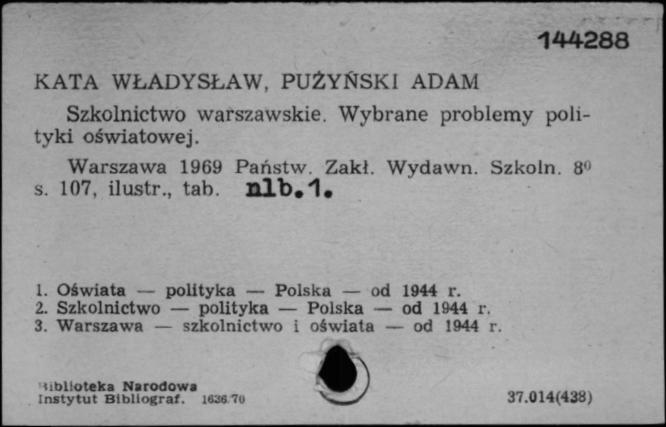 144288
KATA WŁADYSŁAW, PUŻYŃSKI ADAM
Szkolnictwo warszawskie. Wybrane problemy poli-
tyki oświatowej.
Warszawa 1969 Państw. Zakł. Wydawn. Szkoln. 8⁰
s. 107, ilustr., tab. nlb.1.
1. Oświata — polityka — Polska — od 1944 r.
2. Szkolnictwo — polityka — Polska — od 1944 r.
3. Warszawa — szkolnictwo i oświata — od 1944 r.
Biblioteka Narodowa
Instytut Bibliograf. 1636/70
37.014(438)